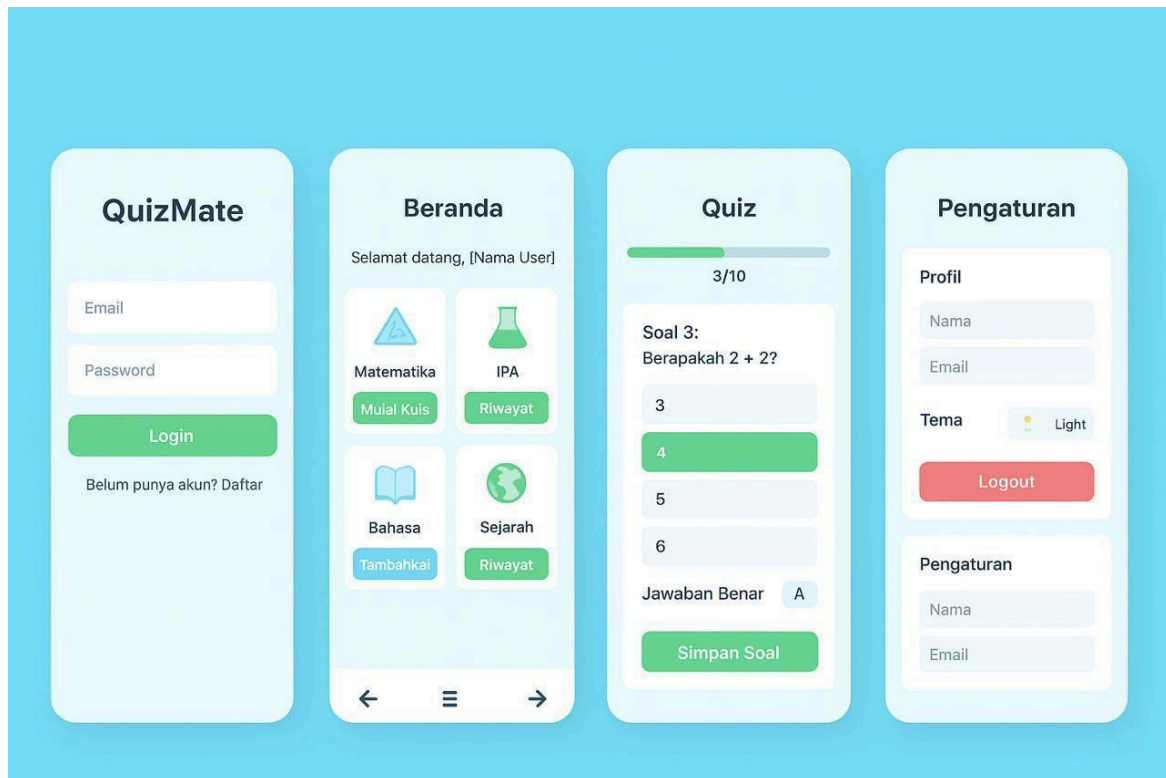 QuizMate
Email
Password
Login
Belum punya akun? Daftar
Beranda
Selamat datang, [Nama User]
Matematika
Muial Kuis
IPA
Riwayat
Bahasa
Tambahkai
Sejarah
Riwayat
Quiz
3/10
Soal 3:
Berapakah 2 + 2?
3
4
5
6
Jawaban Benar A
Simpan Soal
Pengaturan
Profil
Nama
Email
Tema Light
Logout
Pengaturan
Nama
Email